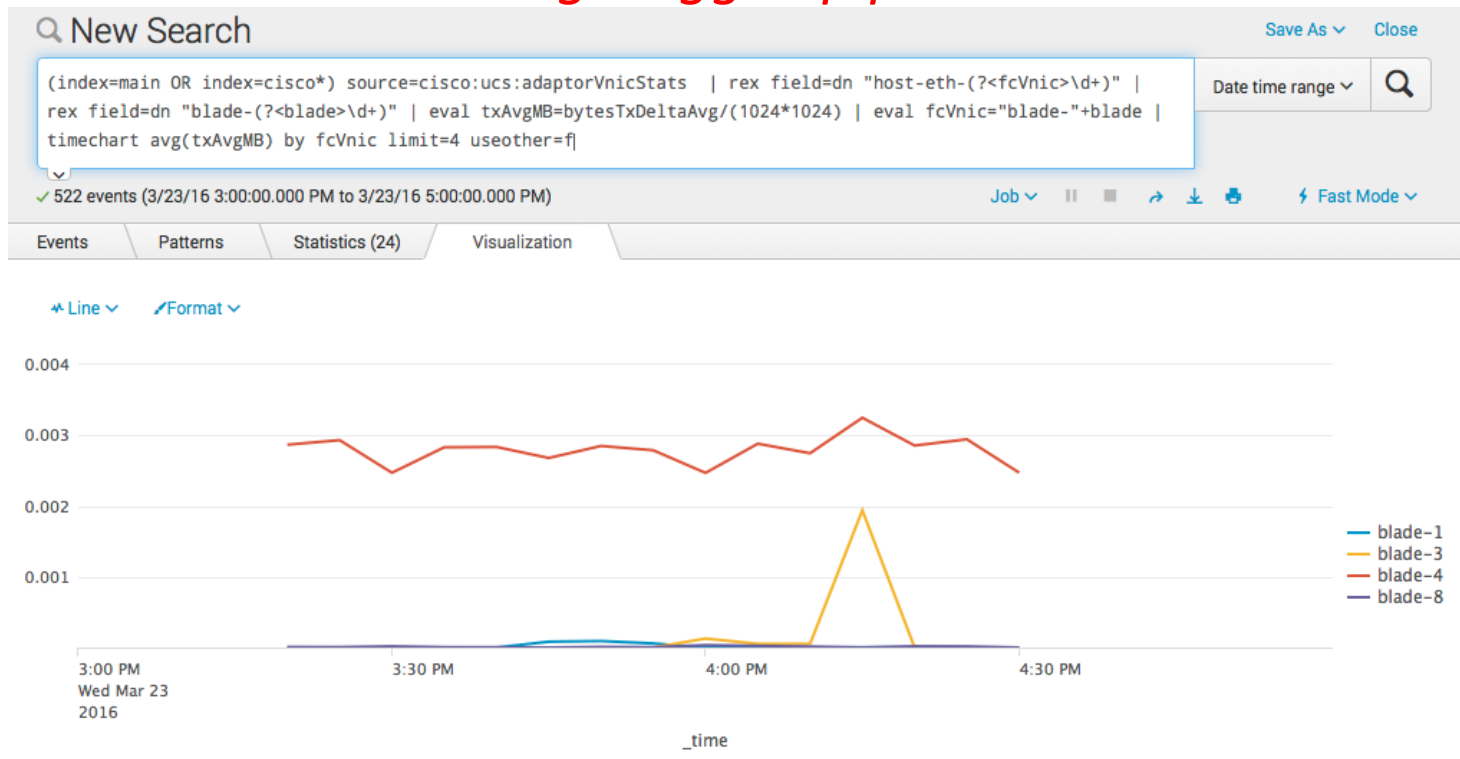 New Search
Save As Close
(index=main OR index=cisco*) source=cisco:ucs:adaptorVnicStats | rex field=dn "host-eth-(?<fcVnic>\d+)" |
rex field=dn "blade-(?<blade>\d+)" | eval txAvgMB=bytesTxDeltaAvg/(1024*1024) | eval fcVnic="blade-"+blade |
timechart avg(txAvgMB) by fcVnic limit=4 useother=f
Date time range
522 events (3/23/16 3:00:00.000 PM to 3/23/16 5:00:00.000 PM)
Job
Fast Mode
Events Patterns Statistics (24) Visualization
Line Format
0.004
0.003
0.002
0.001
blade-1
blade-3
blade-4
blade-8
3:00 PM 3:30 PM 4:00 PM 4:30 PM
Wed Mar 23
2016
_time